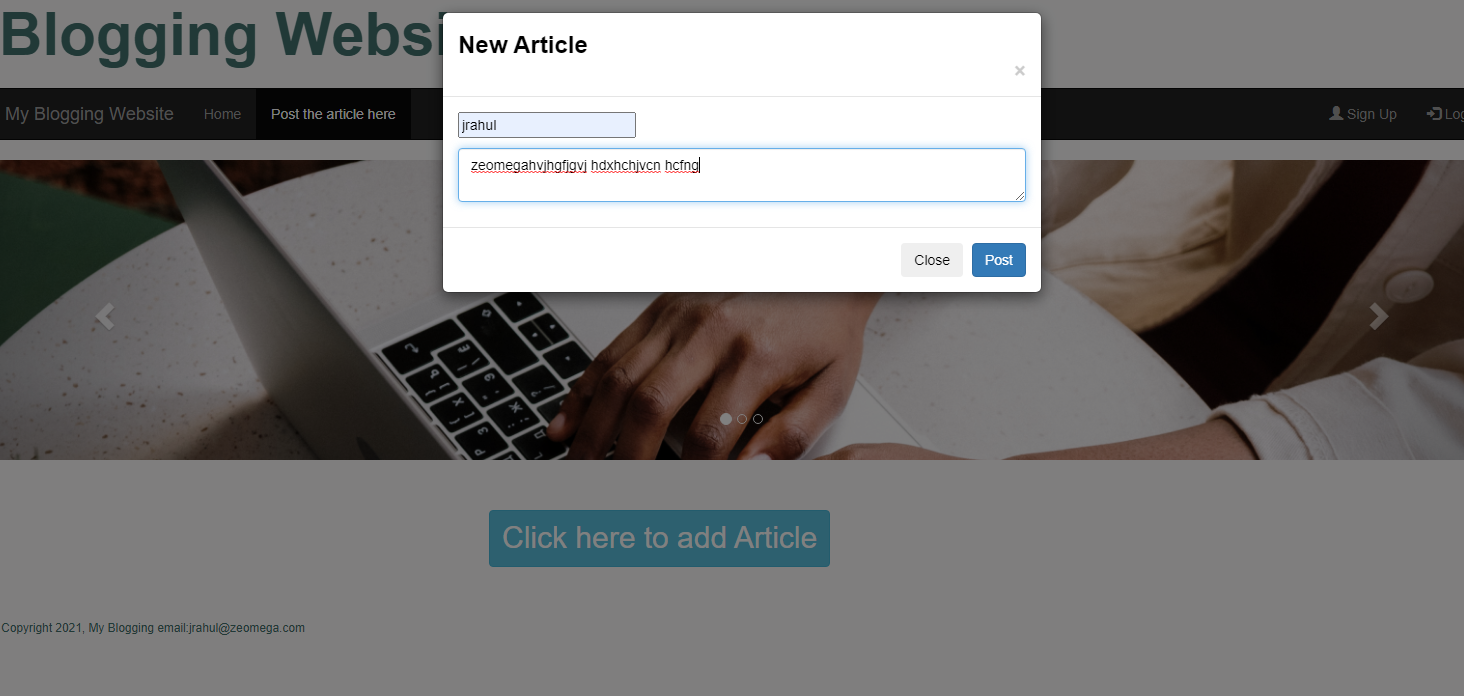 Blogging Websi
New Article
×
My Blogging Website Home Post the article here Sign Up Log
jrahul
zeomegahvjhgfjgvj hdxhchjvcn hcfng
Close Post
Click here to add Article
Copyright 2021, My Blogging email:jrahul@zeomega.com